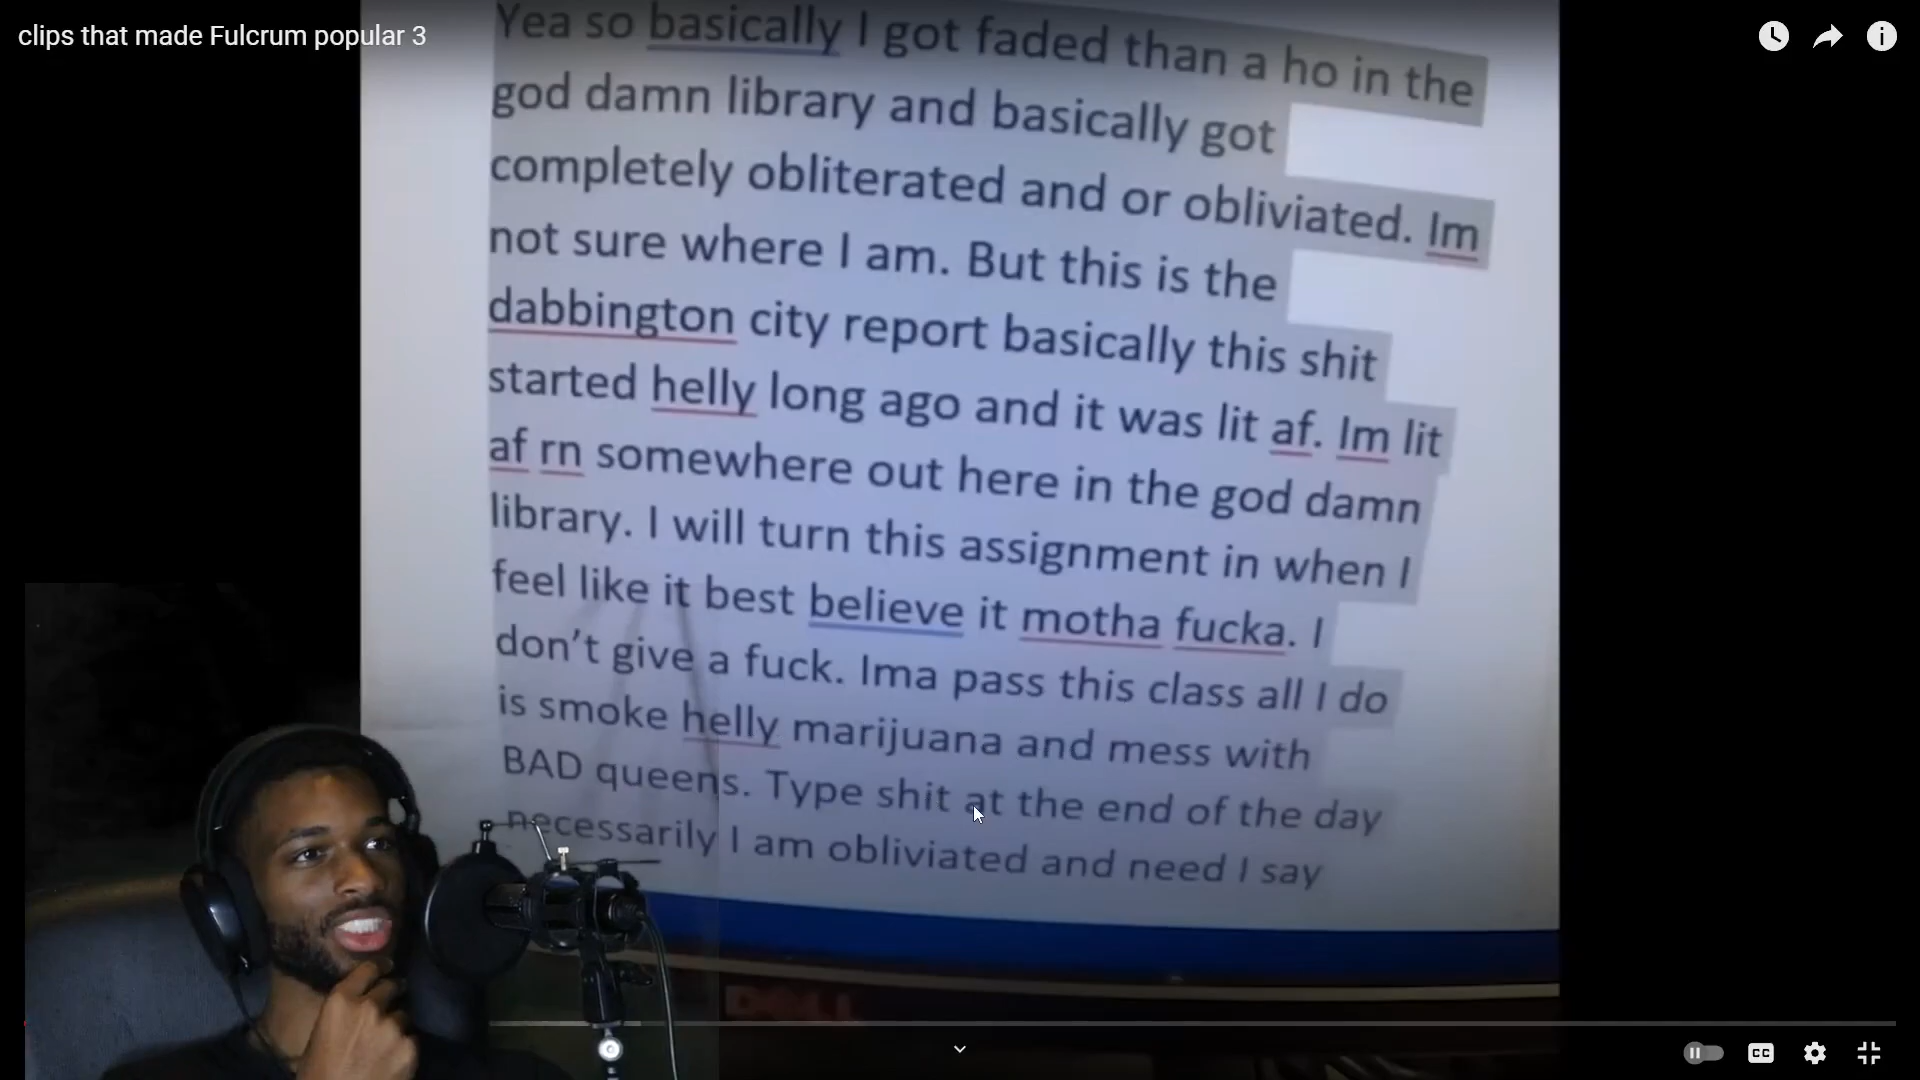 clips that made Fulcrum popular 3
Yea so basically I got faded than a ho in the
god damn library and basically got
completely obliterated and or obliviated. Im
not sure where I am. But this is the
dabbington city report basically this shit
started helly long ago and it was lit af. Im lit
af rn somewhere out here in the god damn
library. I will turn this assignment in when I
feel like it best believe it motha fucka. I
don't give a fuck. Ima pass this class all I do
is smoke helly marijuana and mess with
BAD queens. Type shit at the end of the day
necessarily I am obliviated and need I say
DELL
CC